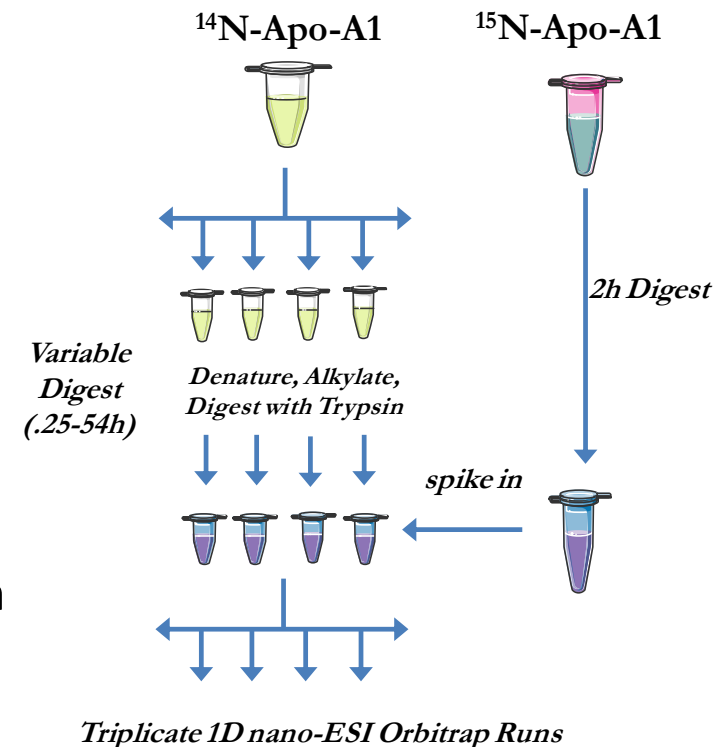 ¹⁴N-Apo-A1
¹⁵N-Apo-A1
2h Digest
Variable
Digest
(.25-54h)
Denature, Alkylate,
Digest with Trypsin
spike in
Triplicate 1D nano-ESI Orbitrap Runs